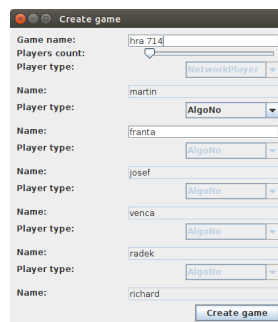 Create game
Game name: hra 714
Players count:
Player type: NetworkPlayer
Name: martin
Player type: AlgoNo
Name: franta
Player type: AlgoNo
Name: josef
Player type: AlgoNo
Name: venca
Player type: AlgoNo
Name: radek
Player type: AlgoNo
Name: richard
Create game